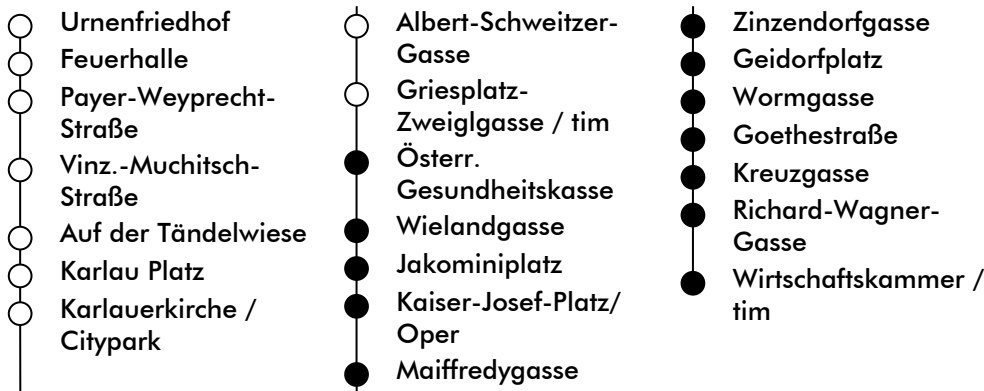 Urnenfriedhof
Feuerhalle
Payer-Weyprecht-
Straße
Vinz.-Muchitsch-
Straße
Auf der Tändelwiese
Karlau Platz
Karlauerkirche /
Citypark
Albert-Schweitzer-
Gasse
Griesplatz-
Zweiglgasse / tim
Österr.
Gesundheitskasse
Wielandgasse
Jakominiplatz
Kaiser-Josef-Platz/
Oper
Maiffredygasse
Zinzendorfgasse
Geidorfplatz
Wormgasse
Goethestraße
Kreuzgasse
Richard-Wagner-
Gasse
Wirtschaftskammer /
tim